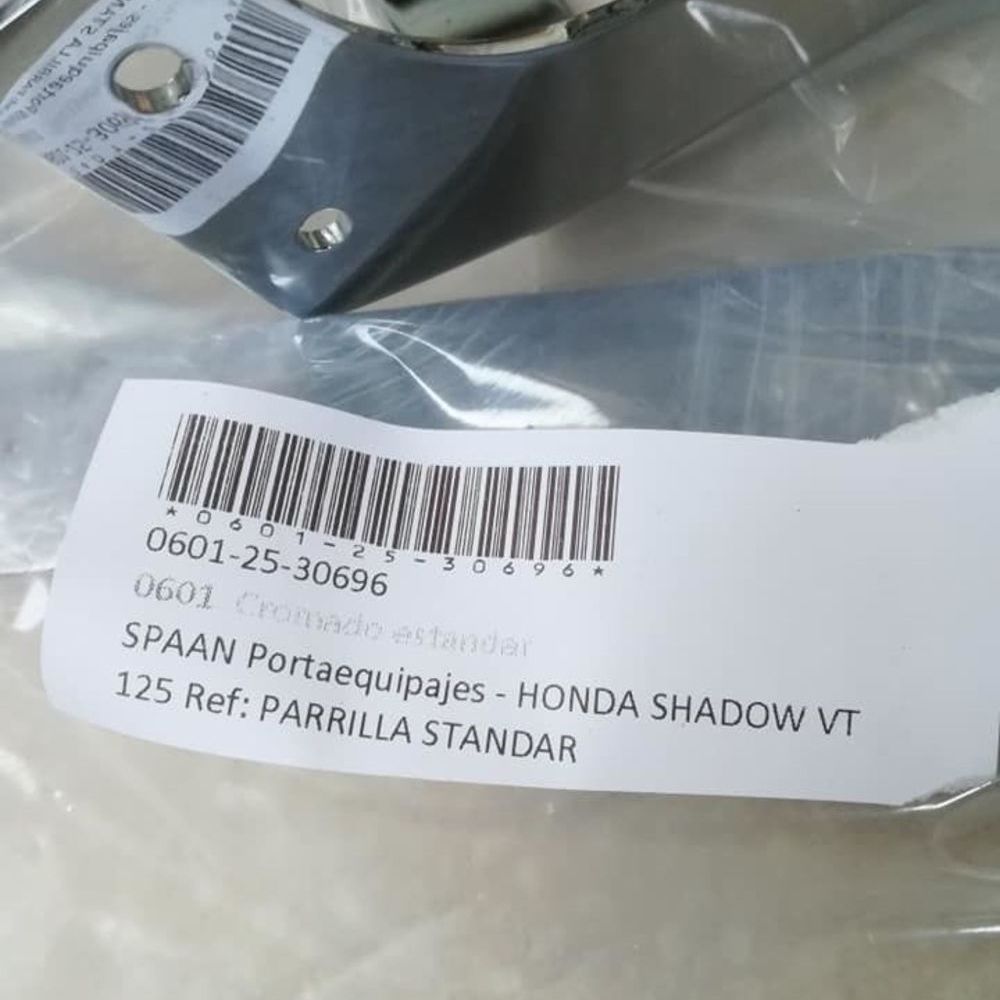 *0601-25-30696*
0601-25-30696
0601 Cromado estandar
SPAAN Portaequipajes - HONDA SHADOW VT
125 Ref: PARRILLA STANDAR